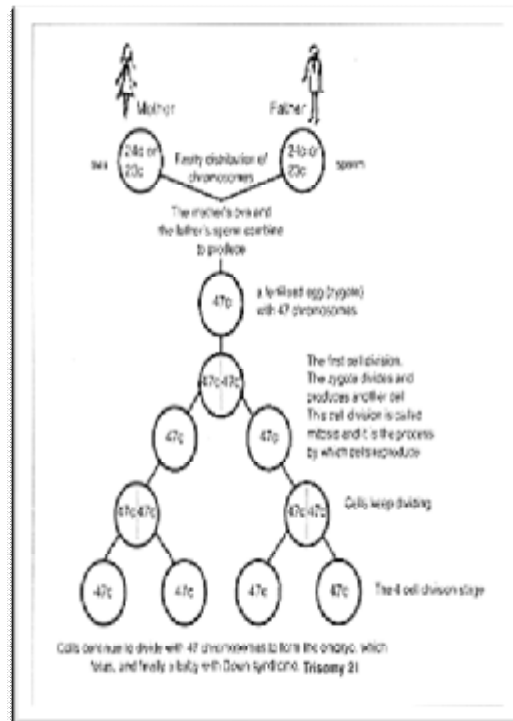 Mother
Father
ova
24c or
23c
Faulty distribution of
chromosomes
24c or
23c
sperm
The mother's ova and
the father's sperm combine
to produce
47c
a fertilised egg (zygote)
with 47 chromosomes
47c 47c
The first cell division.
The zygote divides and
produces another cell
This cell division is called
mitosis and it is the process
by which cells reproduce
47c
47c
47c 47c
47c 47c
Cells keep dividing
47c
47c
47c
47c
The 4 cell division stage
Cells continue to divide with 47 chromosomes to form the embryo, which
fetus, and finally a baby with Down syndrome. Trisomy 21